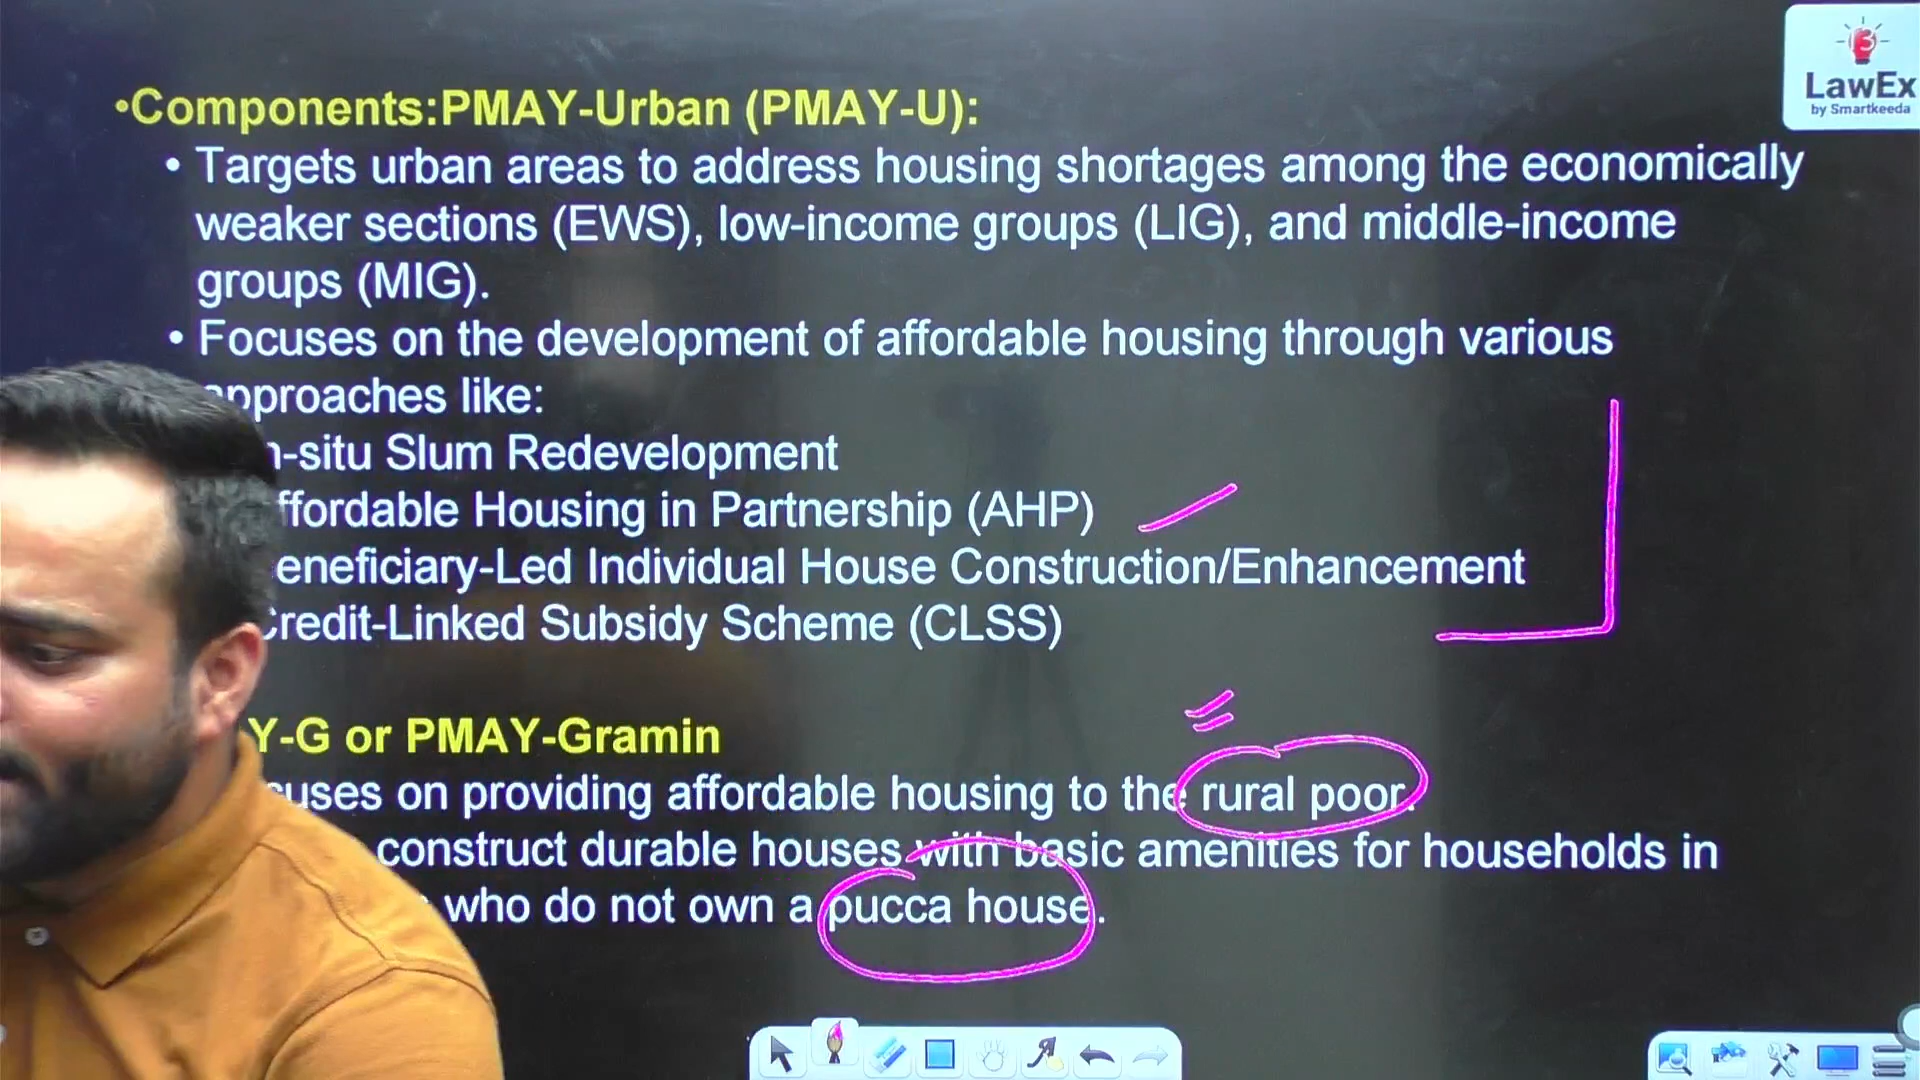 LawEx
by Smartkeeda
•Components:PMAY-Urban (PMAY-U):
• Targets urban areas to address housing shortages among the economically
weaker sections (EWS), low-income groups (LIG), and middle-income
groups (MIG).
• Focuses on the development of affordable housing through various
approaches like:
-situ Slum Redevelopment
ffordable Housing in Partnership (AHP)
eneficiary-Led Individual House Construction/Enhancement
Credit-Linked Subsidy Scheme (CLSS)
Y-G or PMAY-Gramin
uses on providing affordable housing to the rural poor.
construct durable houses with basic amenities for households in
who do not own a pucca house.